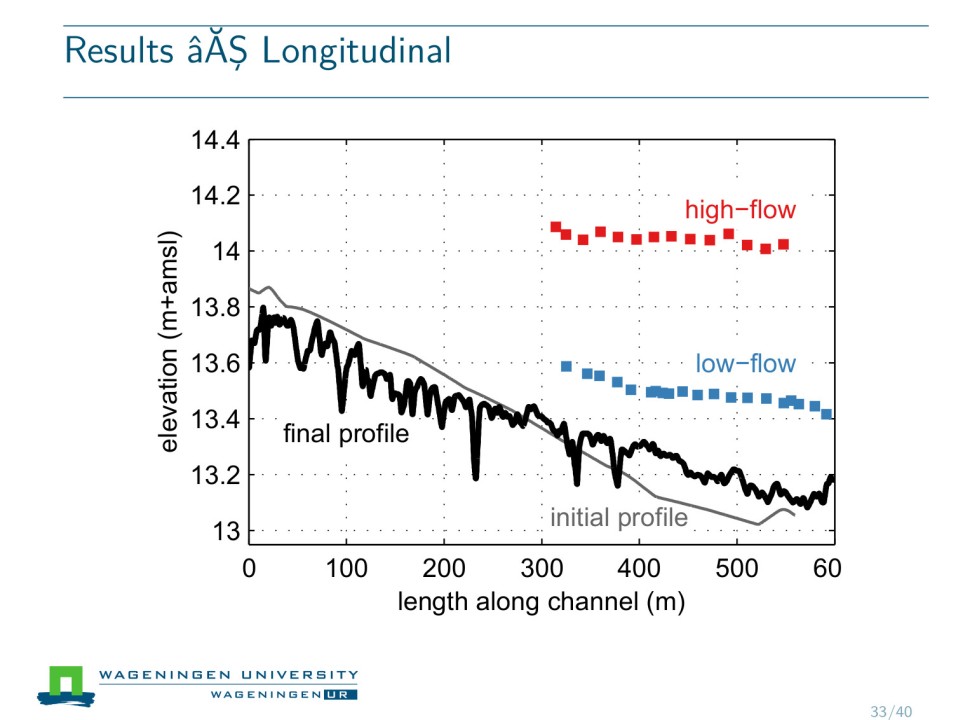 Results âĂŞ Longitudinal
14.4
14.2
14
13.8
13.6
13.4
13.2
13
elevation (m+amsl)
high−flow
low−flow
final profile
initial profile
0 100 200 300 400 500 60
length along channel (m)
WAGENINGEN UNIVERSITY
WAGENINGEN UR
33/40